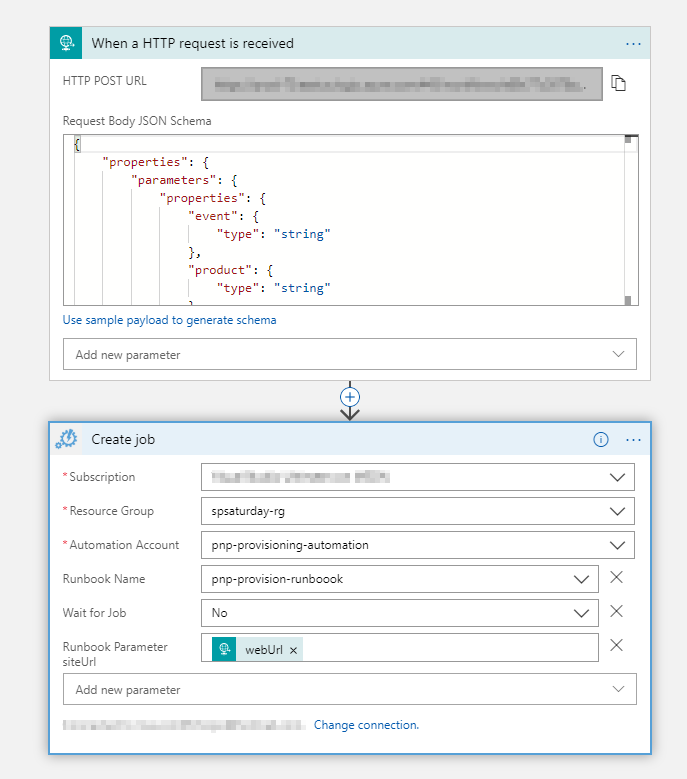 When a HTTP request is received
HTTP POST URL
Request Body JSON Schema
{
"properties": {
"parameters": {
"properties": {
"event": {
"type": "string"
},
"product": {
"type": "string"
Use sample payload to generate schema
Add new parameter
Create job
* Subscription
* Resource Group spsaturday-rg
* Automation Account pnp-provisioning-automation
Runbook Name pnp-provision-runboook
Wait for Job No
Runbook Parameter
siteUrl
webUrl
Add new parameter
Change connection.